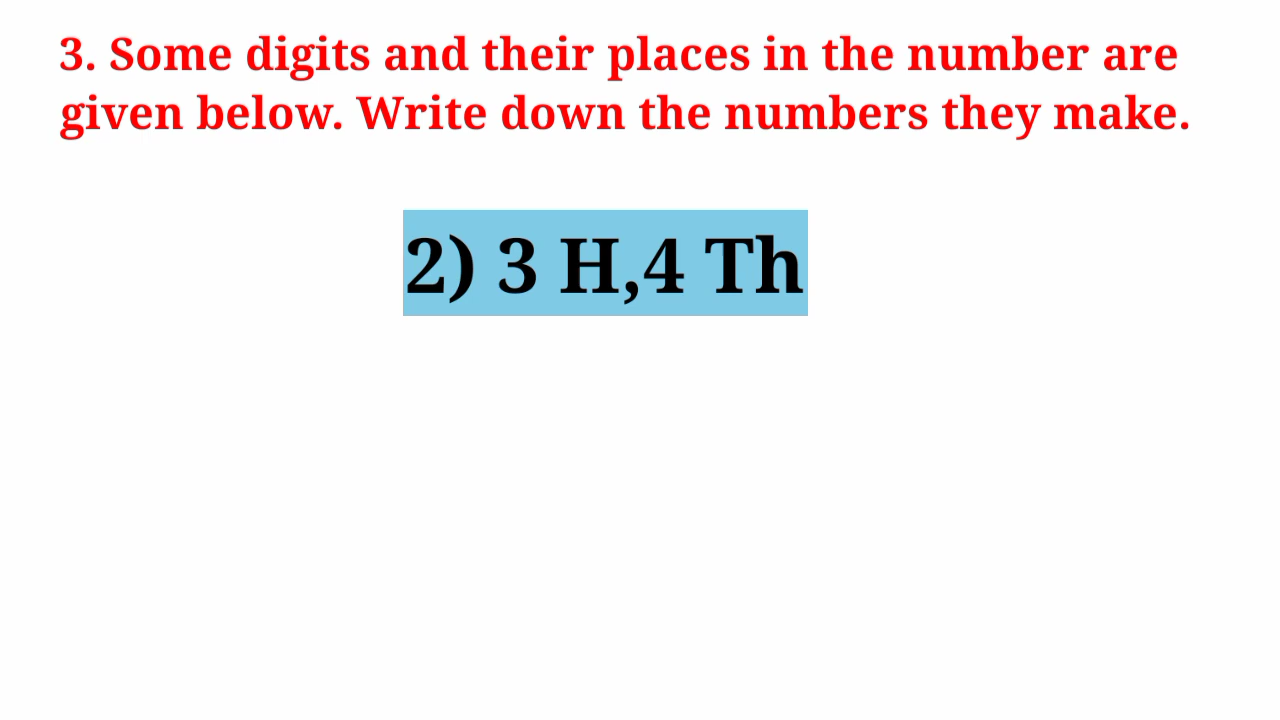 3. Some digits and their places in the number are
given below. Write down the numbers they make.
2) 3 H,4 Th